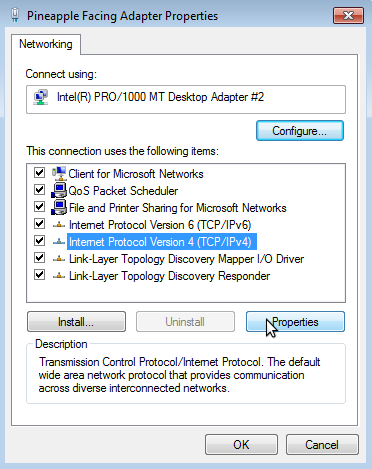 Pineapple Facing Adapter Properties
Networking
Connect using:
Intel(R) PRO/1000 MT Desktop Adapter #2
Configure...
This connection uses the following items:
Client for Microsoft Networks
QoS Packet Scheduler
File and Printer Sharing for Microsoft Networks
Internet Protocol Version 6 (TCP/IPv6)
Internet Protocol Version 4 (TCP/IPv4)
Link-Layer Topology Discovery Mapper I/O Driver
Link-Layer Topology Discovery Responder
Install... Uninstall Properties
Description
Transmission Control Protocol/Internet Protocol. The default
wide area network protocol that provides communication
across diverse interconnected networks.
OK Cancel